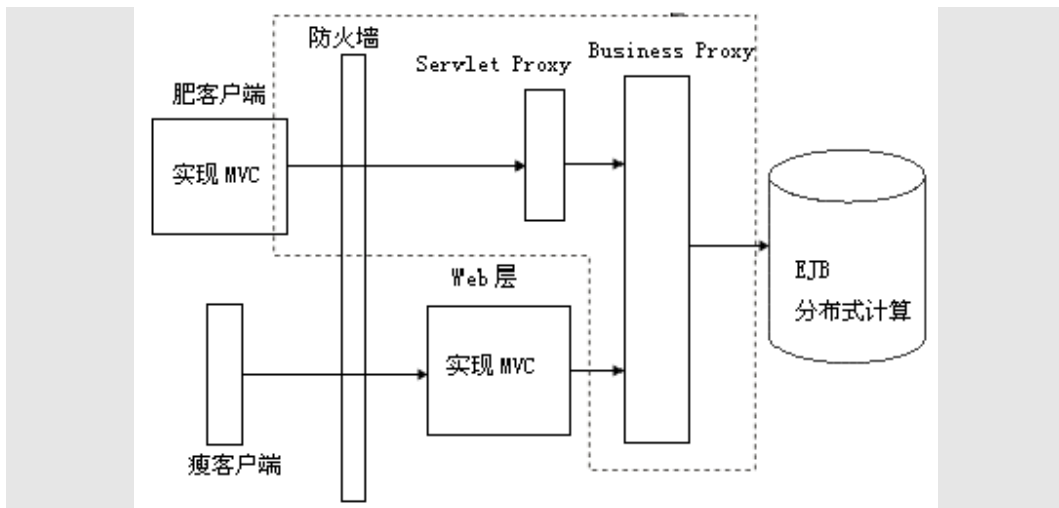 防火墙
Servlet Proxy
Business Proxy
肥客户端
实现 MVC
Web 层
实现 MVC
EJB
分布式计算
瘦客户端